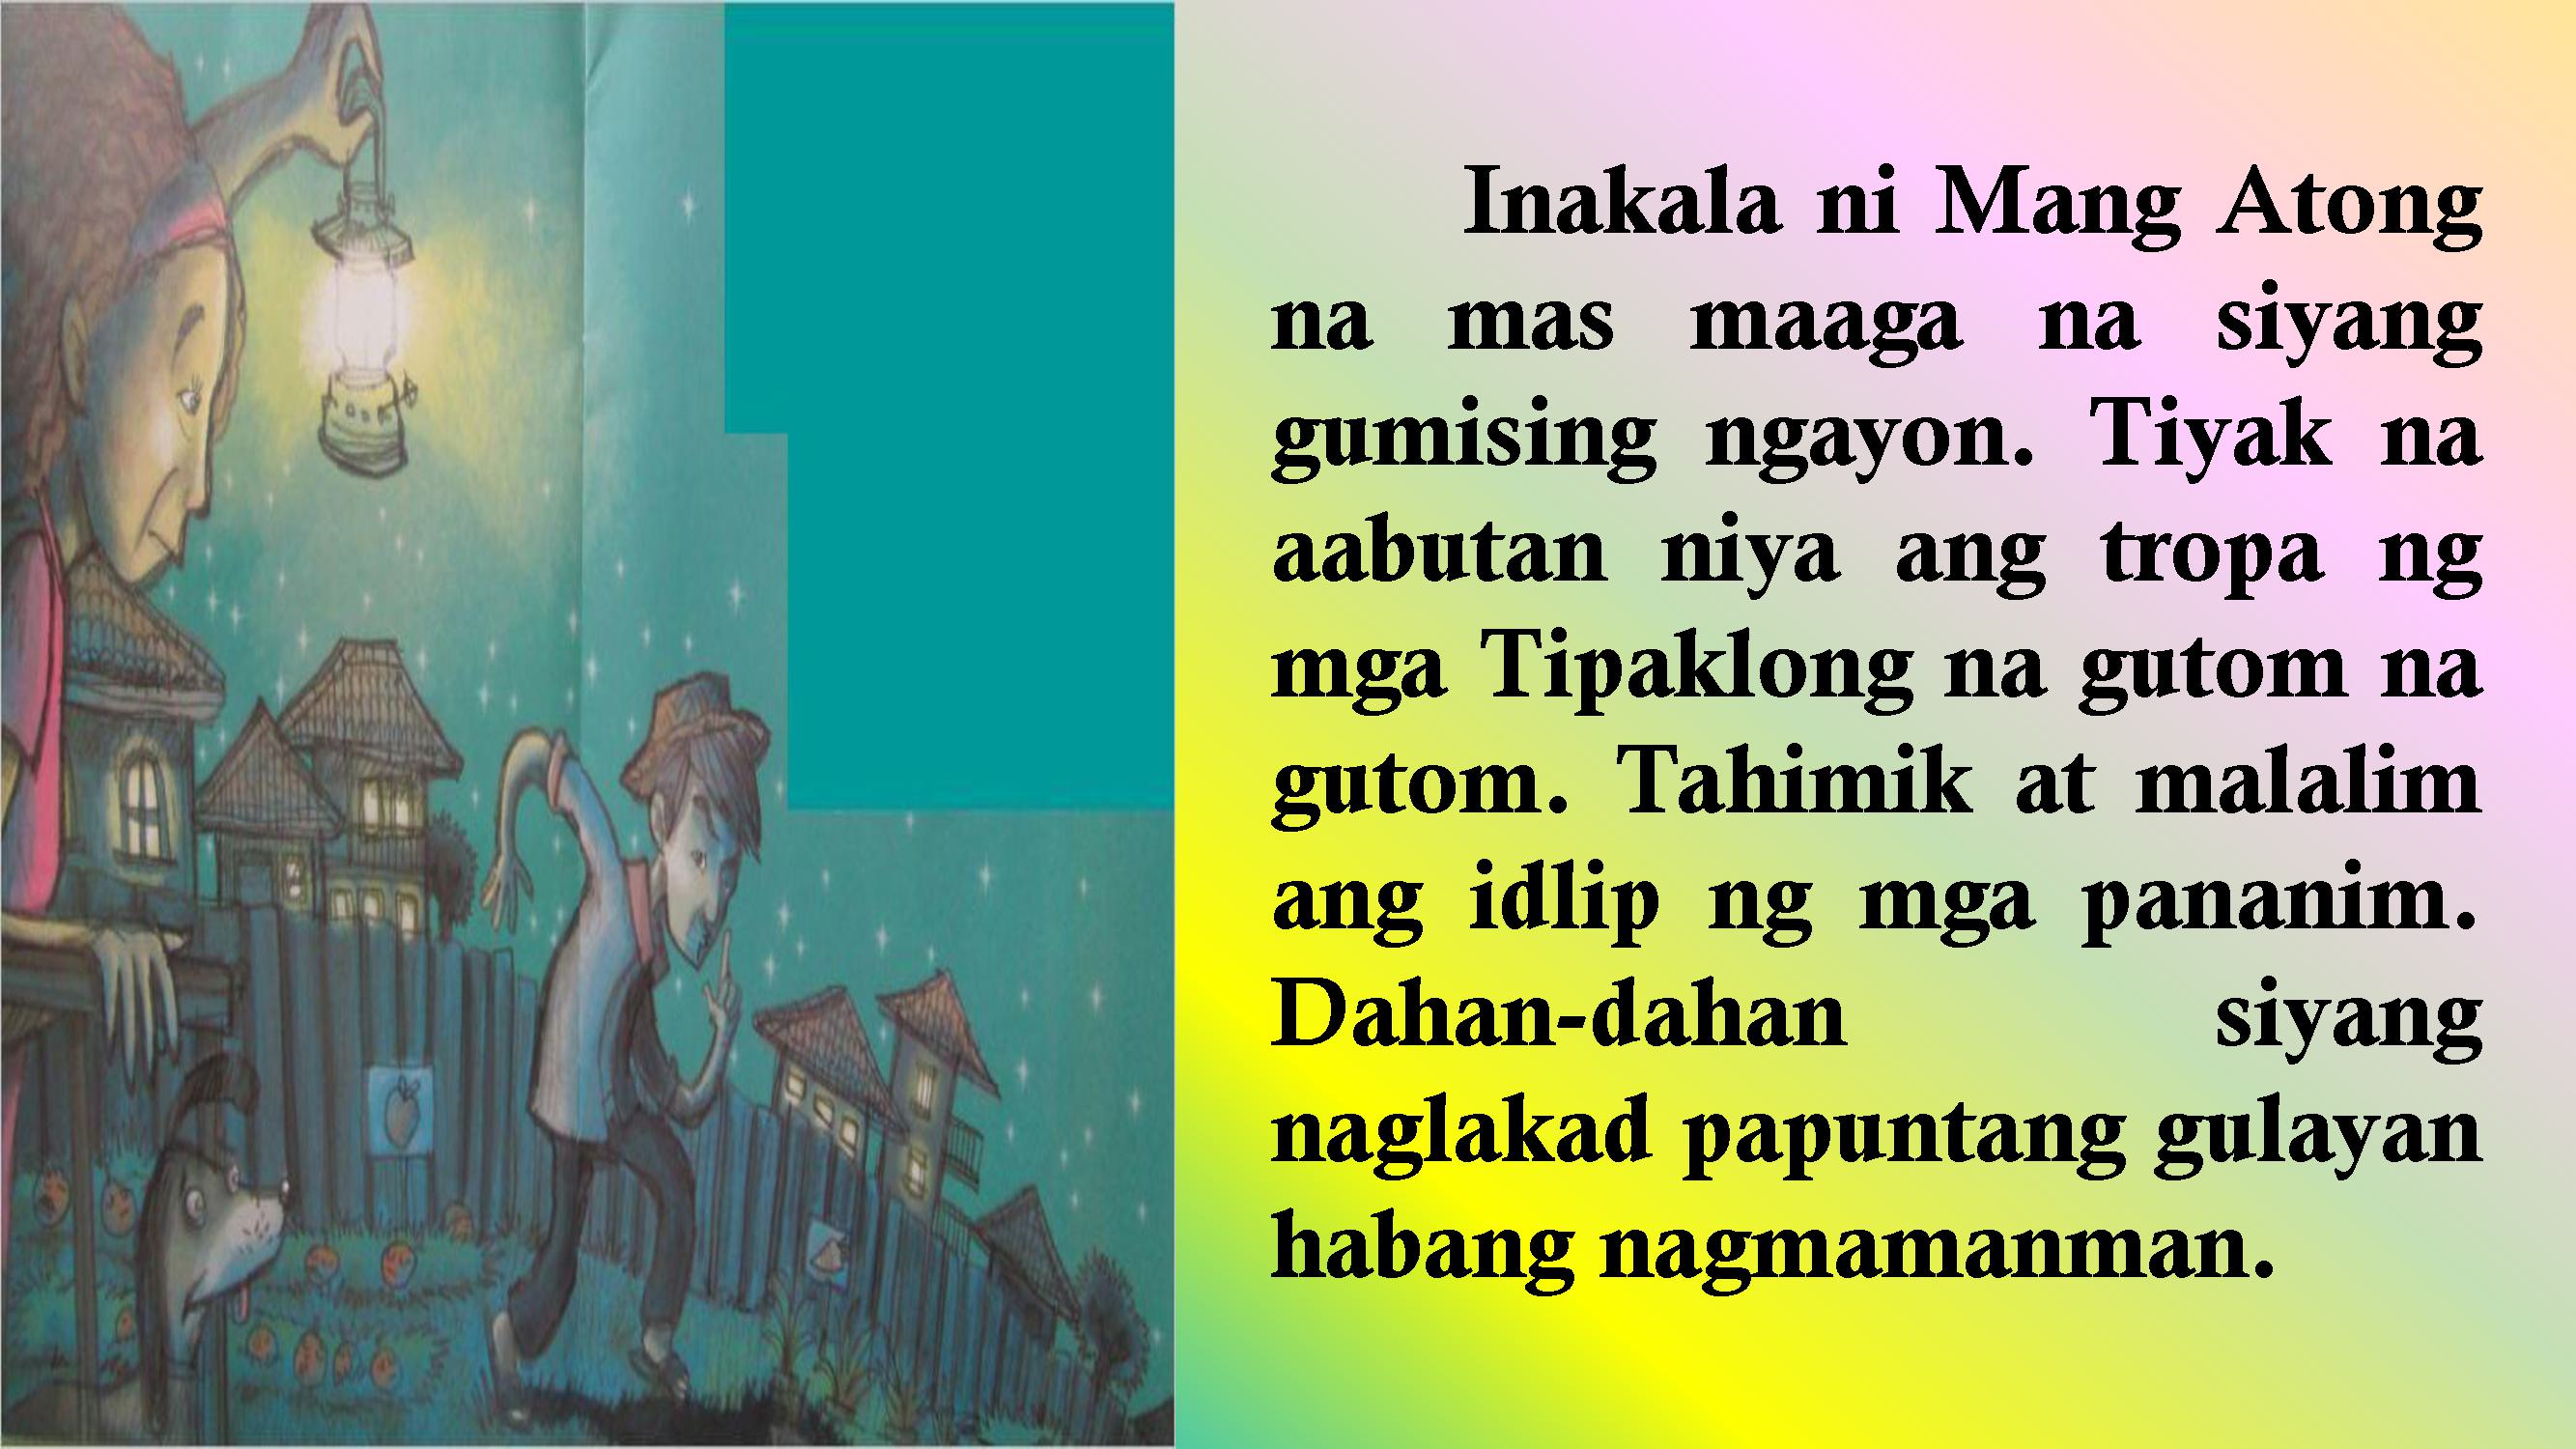 Inakala ni Mang Atong
na mas maaga na siyang
gumising ngayon. Tiyak na
aabutan niya ang tropa ng
mga Tipaklong na gutom na
gutom. Tahimik at malalim
ang idlip ng mga pananim.
Dahan-dahan siyang
naglakad papuntang gulayan
habang nagmamanman.